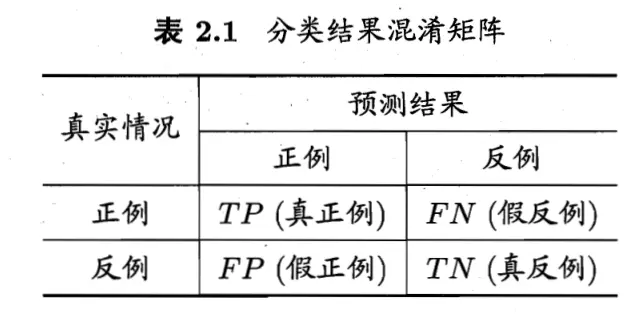 表 2.1 分类结果混淆矩阵
真实情况 预测结果
正例 反例
正例 TP (真正例) FN (假反例)
反例 FP (假正例) TN (真反例)